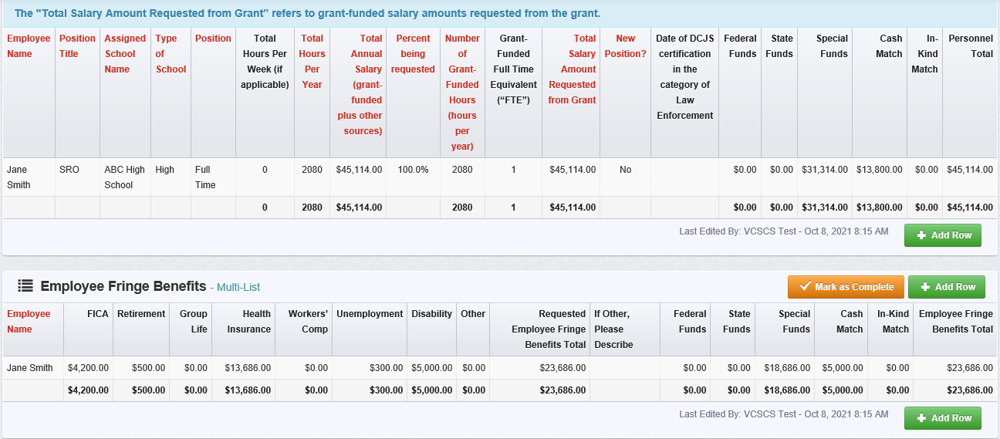 The "Total Salary Amount Requested from Grant” refers to grant-funded salary amounts requested from the grant.
Employee Name | Position Title | Assigned School Name | Type of School | Position | Total Hours Per Week (if applicable) | Total Hours Per Year | Total Annual Salary (grant-funded plus other sources) | Percent being requested | Number of Grant-Funded Hours (hours per year) | Grant-Funded Full Time Equivalent (“FTE”) | Total Salary Amount Requested from Grant | New Position? | Date of DCJS certification in the category of Law Enforcement | Federal Funds | State Funds | Special Funds | Cash Match | In-Kind Match | Personnel Total
Jane Smith | SRO | ABC High School | High | Full Time | 0 | 2080 | $45,114.00 | 100.0% | 2080 | 1 | $45,114.00 | No | | $0.00 | $0.00 | $31,314.00 | $13,800.00 | $0.00 | $45,114.00
0 | 2080 | $45,114.00 | | 2080 | 1 | $45,114.00 | | | $0.00 | $0.00 | $31,314.00 | $13,800.00 | $0.00 | $45,114.00
Last Edited By: VCSCS Test - Oct 8, 2021 8:15 AM
Add Row
Employee Fringe Benefits - Multi-List
Mark as Complete
Add Row
Employee Name | FICA | Retirement | Group Life | Health Insurance | Workers’ Comp | Unemployment | Disability | Other | Requested Employee Fringe Benefits Total | If Other, Please Describe | Federal Funds | State Funds | Special Funds | Cash Match | In-Kind Match | Employee Fringe Benefits Total
Jane Smith | $4,200.00 | $500.00 | $0.00 | $13,686.00 | $0.00 | $300.00 | $5,000.00 | $0.00 | $23,686.00 | | $0.00 | $0.00 | $18,686.00 | $5,000.00 | $0.00 | $23,686.00
$4,200.00 | $500.00 | $0.00 | $13,686.00 | $0.00 | $300.00 | $5,000.00 | $0.00 | $23,686.00 | | $0.00 | $0.00 | $18,686.00 | $5,000.00 | $0.00 | $23,686.00
Last Edited By: VCSCS Test - Oct 8, 2021 8:15 AM
Add Row